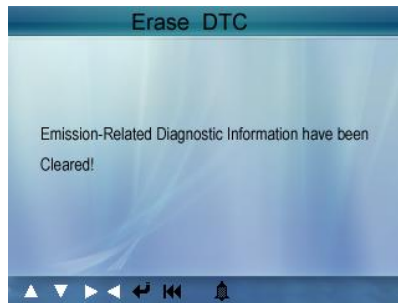 Erase DTC
Emission-Related Diagnostic Information have been
Cleared!